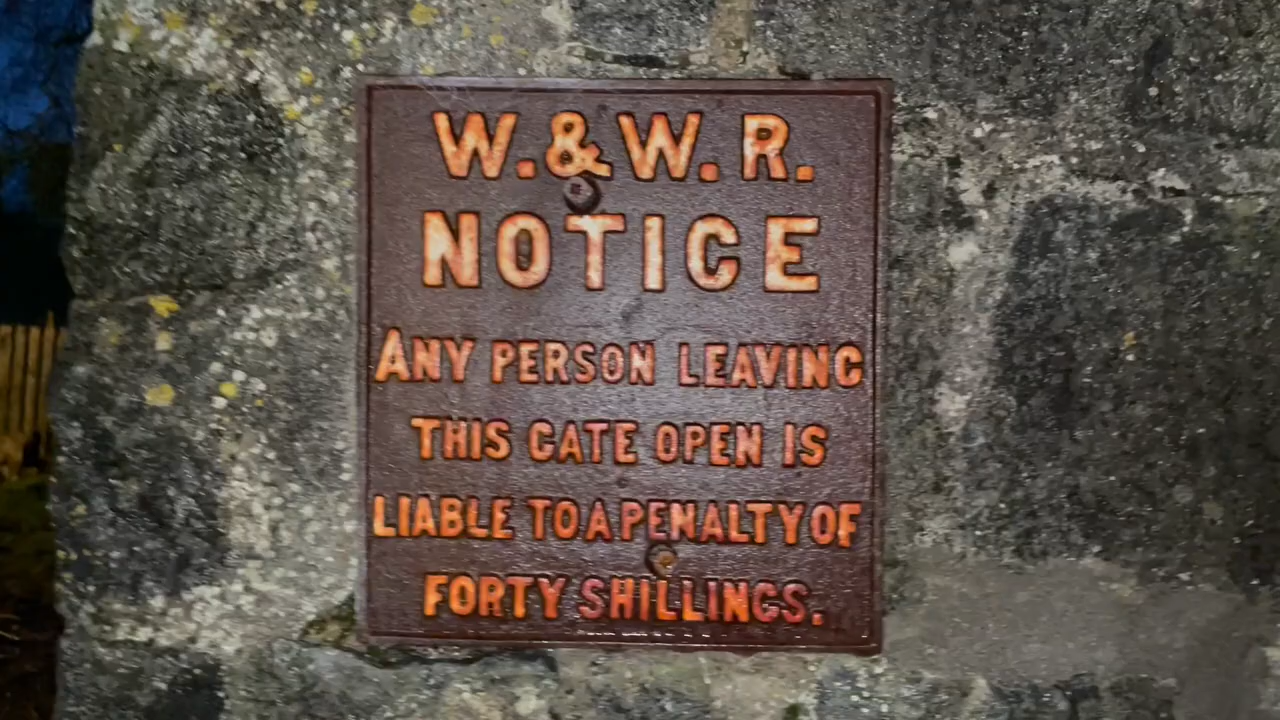 W. & W. R.
NOTICE
ANY PERSON LEAVING
THIS GATE OPEN IS
LIABLE TO A PENALTY OF
FORTY SHILLINGS.